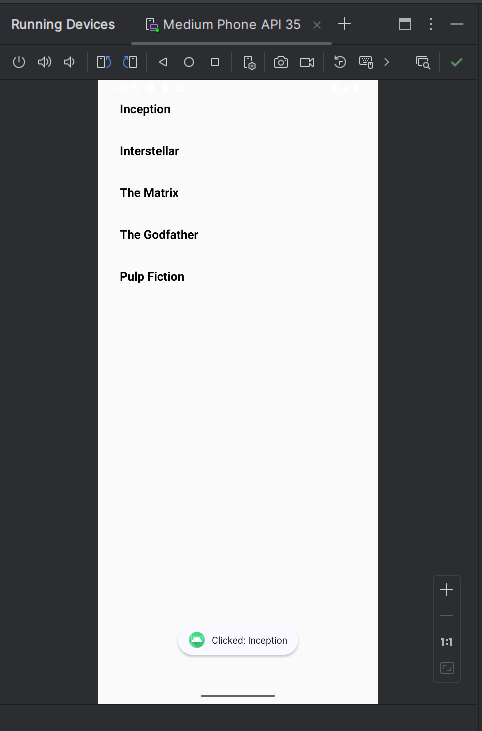 Running Devices
Medium Phone API 35
Inception
Interstellar
The Matrix
The Godfather
Pulp Fiction
Clicked: Inception
1:1